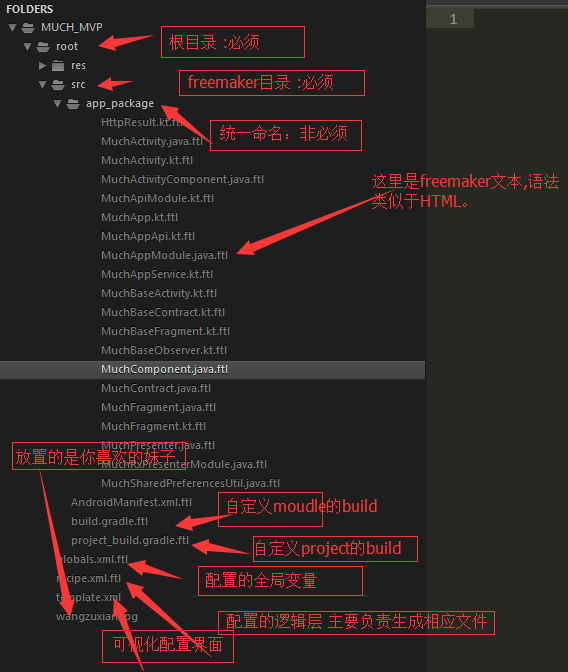 FOLDERS
MUCH_MVP
root
根目录 :必须
res
src
freemaker目录 :必须
app_package
HttpResult.kt.ftl
统一命名：非必须
MuchActivity.java.ftl
MuchActivity.kt.ftl
MuchActivityComponent.java.ftl
这里是freemaker文本,语法
类似于HTML。
MuchApiModule.kt.ftl
MuchApp.kt.ftl
MuchAppApi.kt.ftl
MuchAppModule.java.ftl
MuchAppService.kt.ftl
MuchBaseActivity.kt.ftl
MuchBaseContract.kt.ftl
MuchBaseFragment.kt.ftl
MuchBaseObserver.kt.ftl
MuchComponent.java.ftl
MuchContract.java.ftl
MuchFragment.java.ftl
MuchFragment.kt.ftl
MuchPresenter.java.ftl
放置的是你喜欢的妹子
MuchRxPresenterModule.java.ftl
MuchSharedPreferencesUtil.java.ftl
AndroidManifest.xml.ftl
自定义moudle的build
build.gradle.ftl
project_build.gradle.ftl
自定义project的build
globals.xml.ftl
recipe.xml.ftl
配置的全局变量
template.xml
wangzuxian.jpg
配置的逻辑层 主要负责生成相应文件
可视化配置界面
1